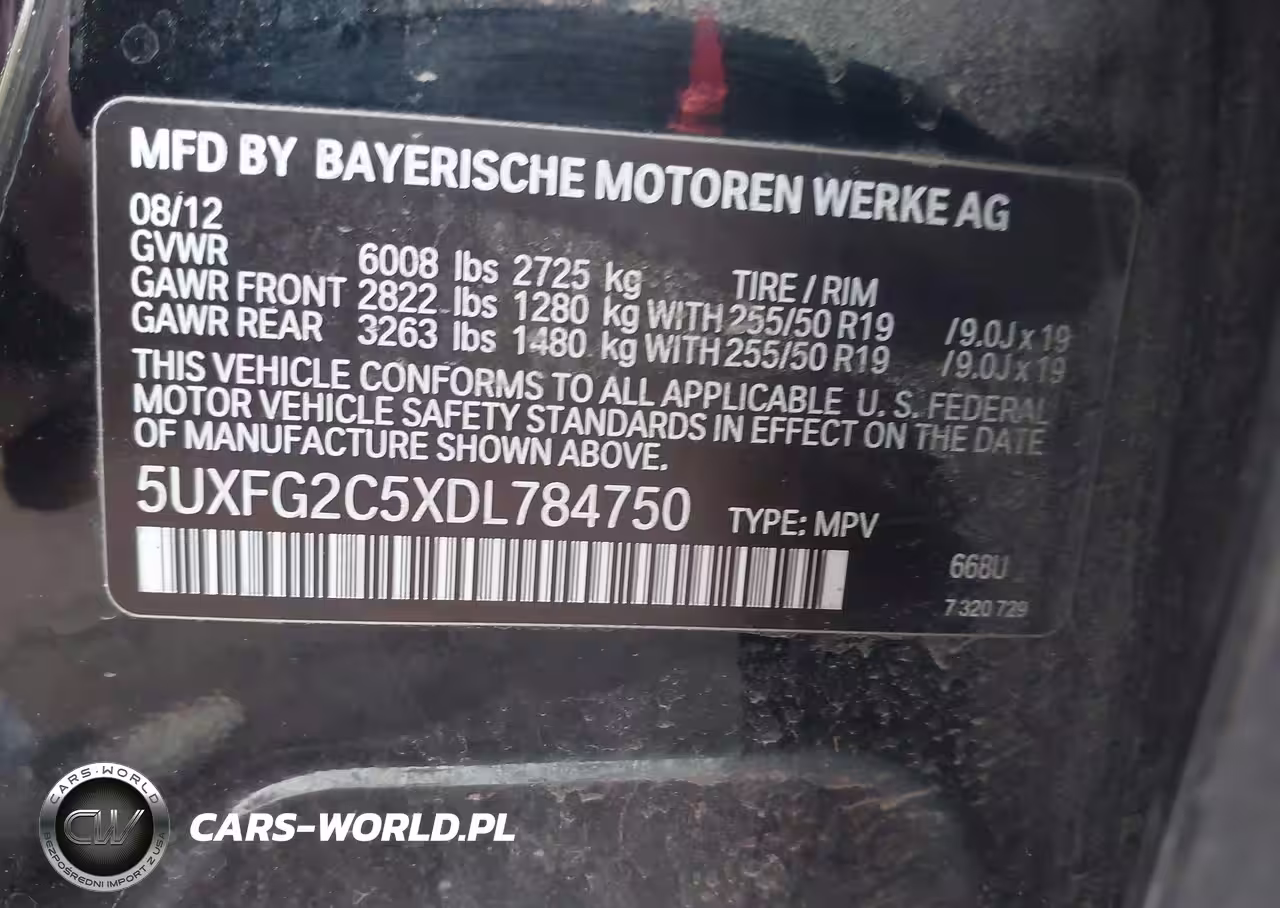 MFD BY BAYERISCHE MOTOREN WERKE AG
08/12
GVWR 6008 lbs 2725 kg TIRE / RIM
GAWR FRONT 2822 lbs 1280 kg WITH 255/50 R19 /9.0J x 19
GAWR REAR 3263 lbs 1480 kg WITH 255/50 R19 /9.0J x 19
THIS VEHICLE CONFORMS TO ALL APPLICABLE U. S. FEDERAL
MOTOR VEHICLE SAFETY STANDARDS IN EFFECT ON THE DATE
OF MANUFACTURE SHOWN ABOVE.
5UXFG2C5XDL784750 TYPE: MPV
668U
7 320 729
CARS-WORLD
CW
BEZPOŚREDNI IMPORT Z USA
CARS-WORLD.PL